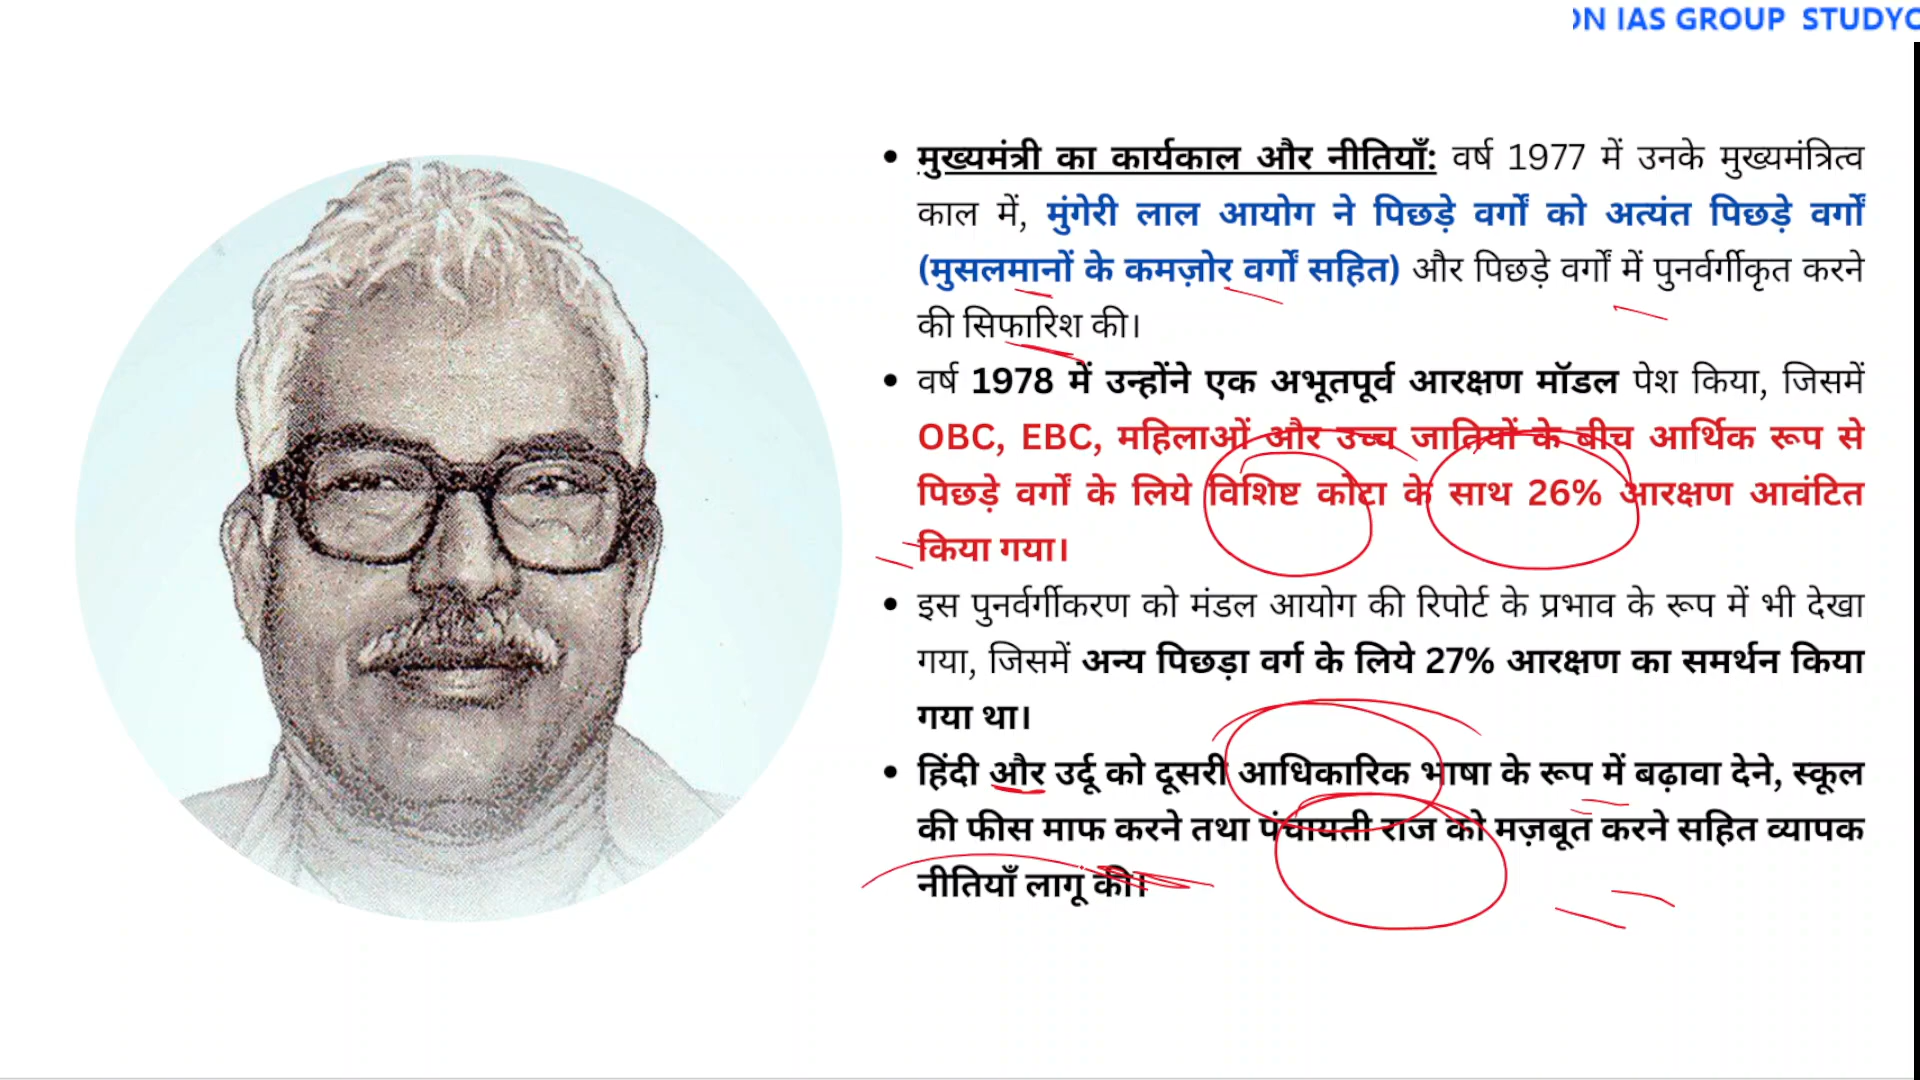 ON IAS GROUP STUDYC
• मुख्यमंत्री का कार्यकाल और नीतियाँ: वर्ष 1977 में उनके मुख्यमंत्रित्व
काल में, मुंगेरी लाल आयोग ने पिछड़े वर्गों को अत्यंत पिछड़े वर्गों
(मुसलमानों के कमज़ोर वर्गों सहित) और पिछड़े वर्गों में पुनर्वर्गीकृत करने
की सिफारिश की।
• वर्ष 1978 में उन्होंने एक अभूतपूर्व आरक्षण मॉडल पेश किया, जिसमें
OBC, EBC, महिलाओं और उच्च जातियों के बीच आर्थिक रूप से
पिछड़े वर्गों के लिये विशिष्ट कोटा के साथ 26% आरक्षण आवंटित
किया गया।
• इस पुनर्वर्गीकरण को मंडल आयोग की रिपोर्ट के प्रभाव के रूप में भी देखा
गया, जिसमें अन्य पिछड़ा वर्ग के लिये 27% आरक्षण का समर्थन किया
गया था।
• हिंदी और उर्दू को दूसरी आधिकारिक भाषा के रूप में बढ़ावा देने, स्कूल
की फीस माफ करने तथा पंचायती राज को मज़बूत करने सहित व्यापक
नीतियाँ लागू की।